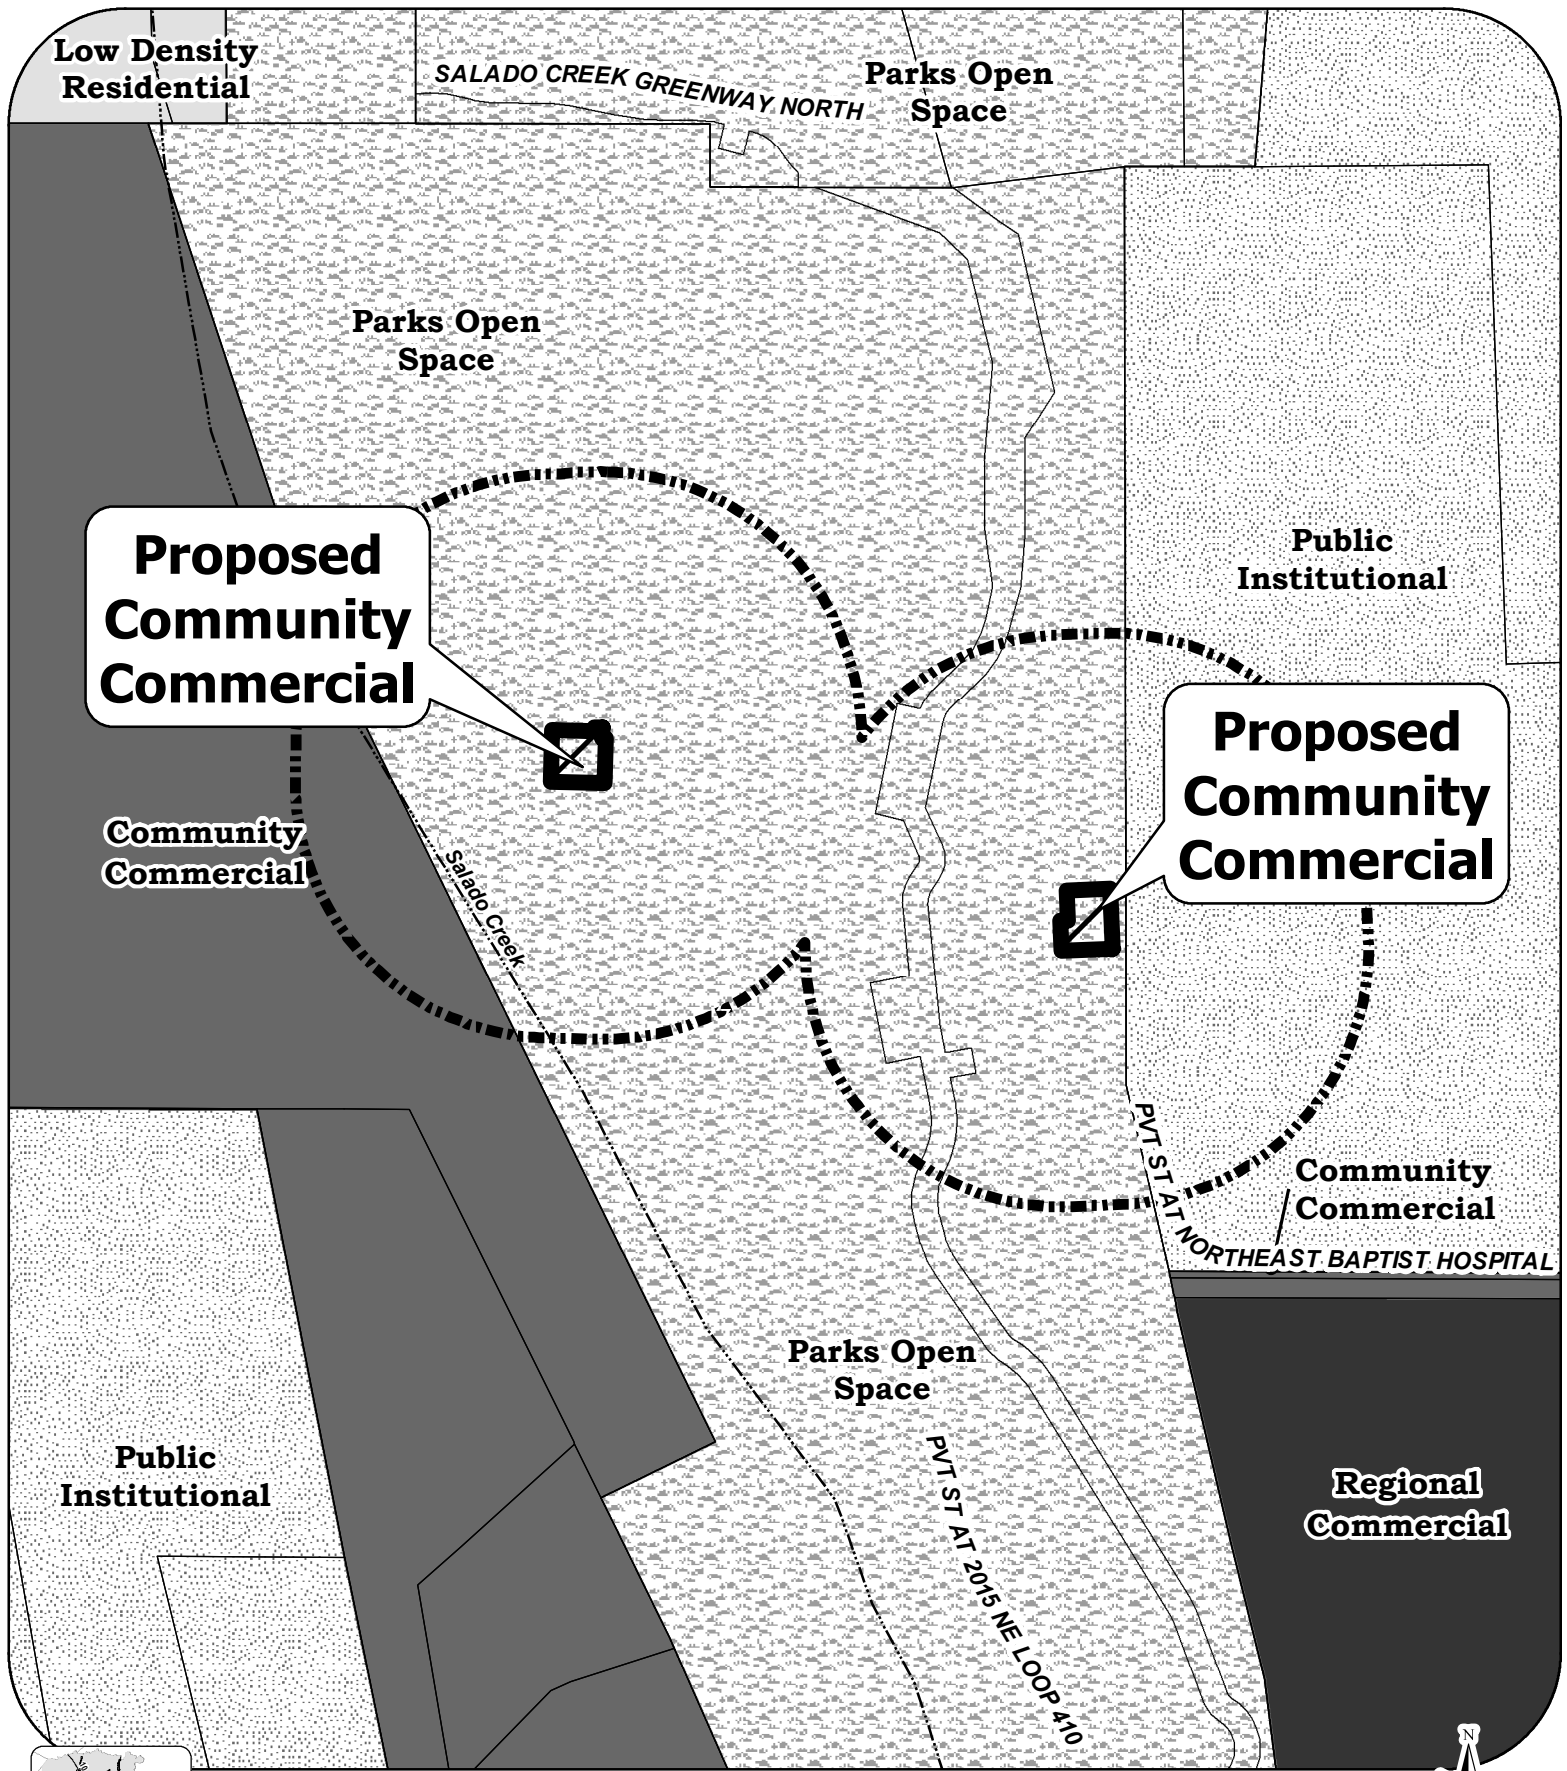 Low Density
Residential
SALADO CREEK GREENWAY NORTH
Parks Open
Space
Parks Open
Space
Public
Institutional
Proposed
Community
Commercial
Proposed
Community
Commercial
Community
Commercial
Salado Creek
PVT ST AT NORTHEAST BAPTIST HOSPITAL
Community
Commercial
Parks Open
Space
Public
Institutional
PVT ST AT 2015 NE LOOP 410
Regional
Commercial
N